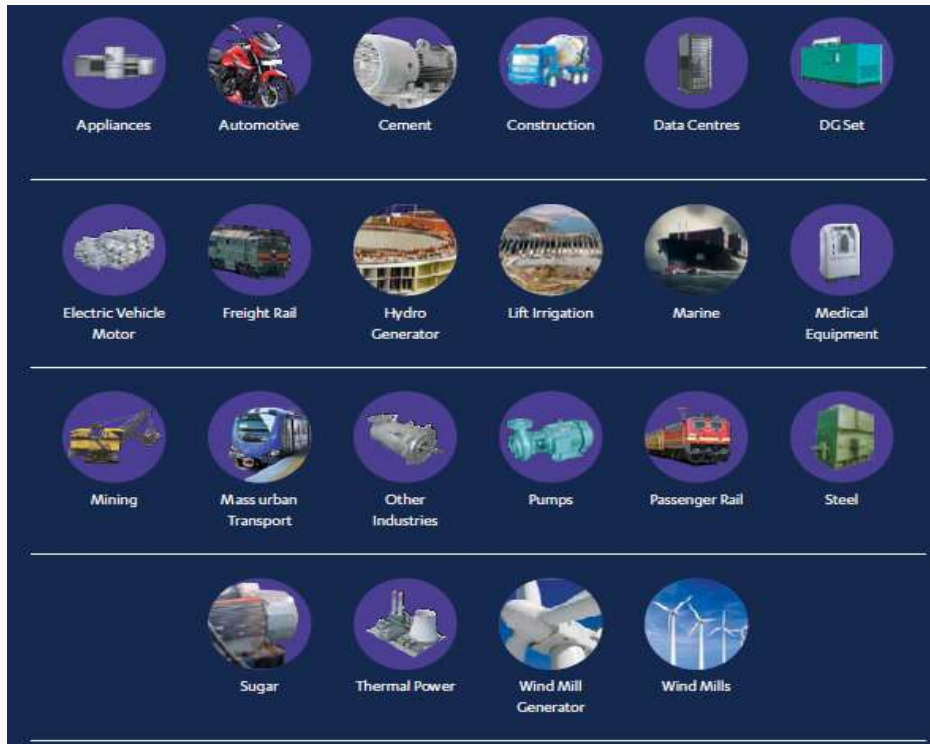 Appliances
Automotive
Cement
Construction
Data Centres
DG Set
Electric Vehicle
Motor
Freight Rail
Hydro
Generator
Lift Irrigation
Marine
Medical
Equipment
Mining
Mass urban
Transport
Other
Industries
Pumps
Passenger Rail
Steel
Sugar
Thermal Power
Wind Mill
Generator
Wind Mills